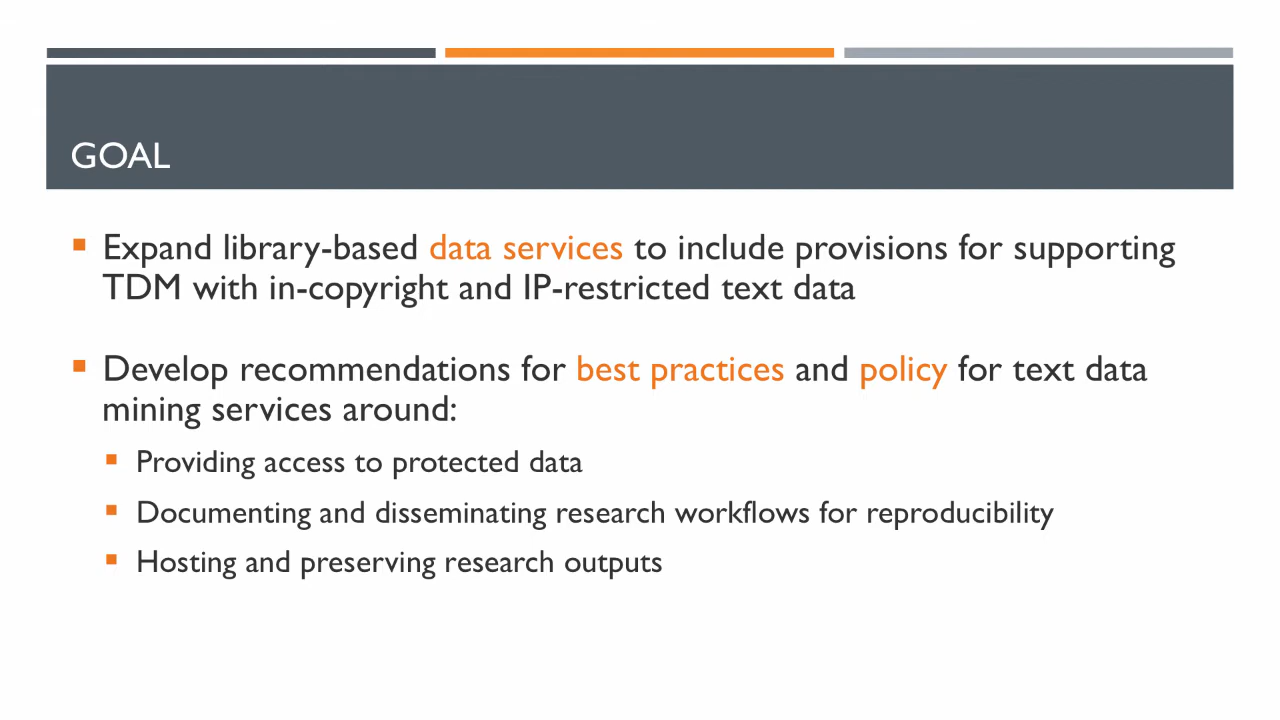 GOAL
Expand library-based data services to include provisions for supporting
TDM with in-copyright and IP-restricted text data
Develop recommendations for best practices and policy for text data
mining services around:
Providing access to protected data
Documenting and disseminating research workflows for reproducibility
Hosting and preserving research outputs